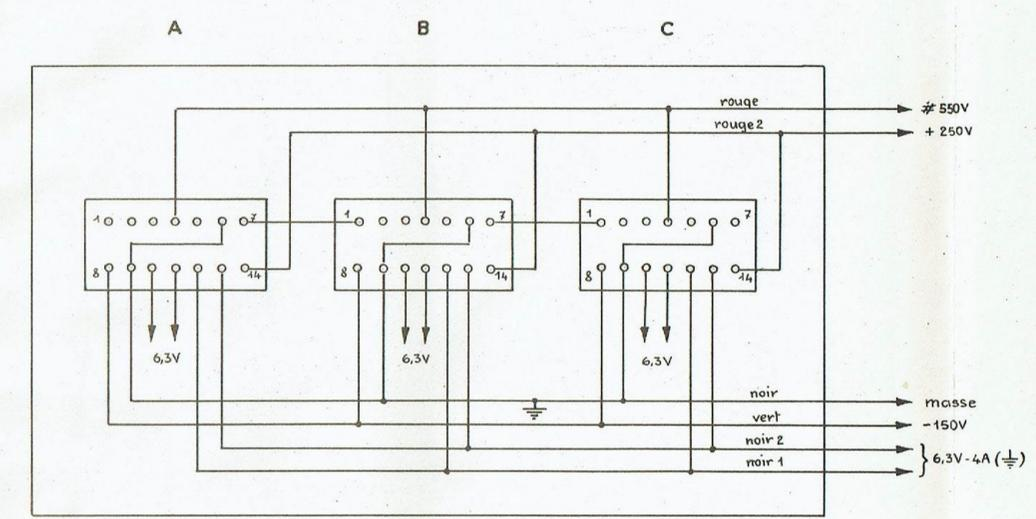 A B C
rouge # 550V
rouge 2 + 250V
1 7 1 7 1 7
8 14 8 14 8 14
6,3V 6,3V 6,3V
noir masse
vert -150V
noir 2
6,3V - 4A ( )
noir 1